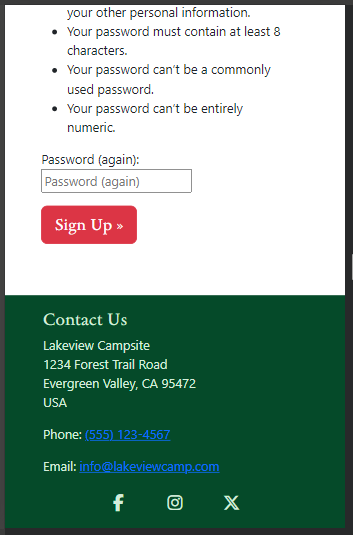 your other personal information.
• Your password must contain at least 8
characters.
• Your password can’t be a commonly
used password.
• Your password can’t be entirely
numeric.
Password (again):
Password (again)
Sign Up »
Contact Us
Lakeview Campsite
1234 Forest Trail Road
Evergreen Valley, CA 95472
USA
Phone: (555) 123-4567
Email: info@lakeviewcamp.com